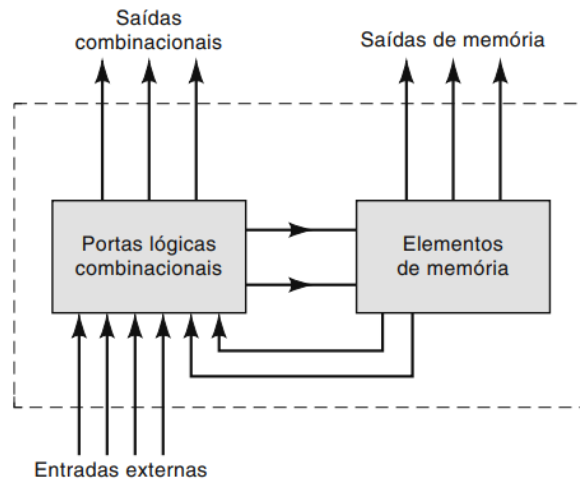 Saídas
combinacionais
Saídas de memória
Portas lógicas
combinacionais
Elementos
de memória
Entradas externas